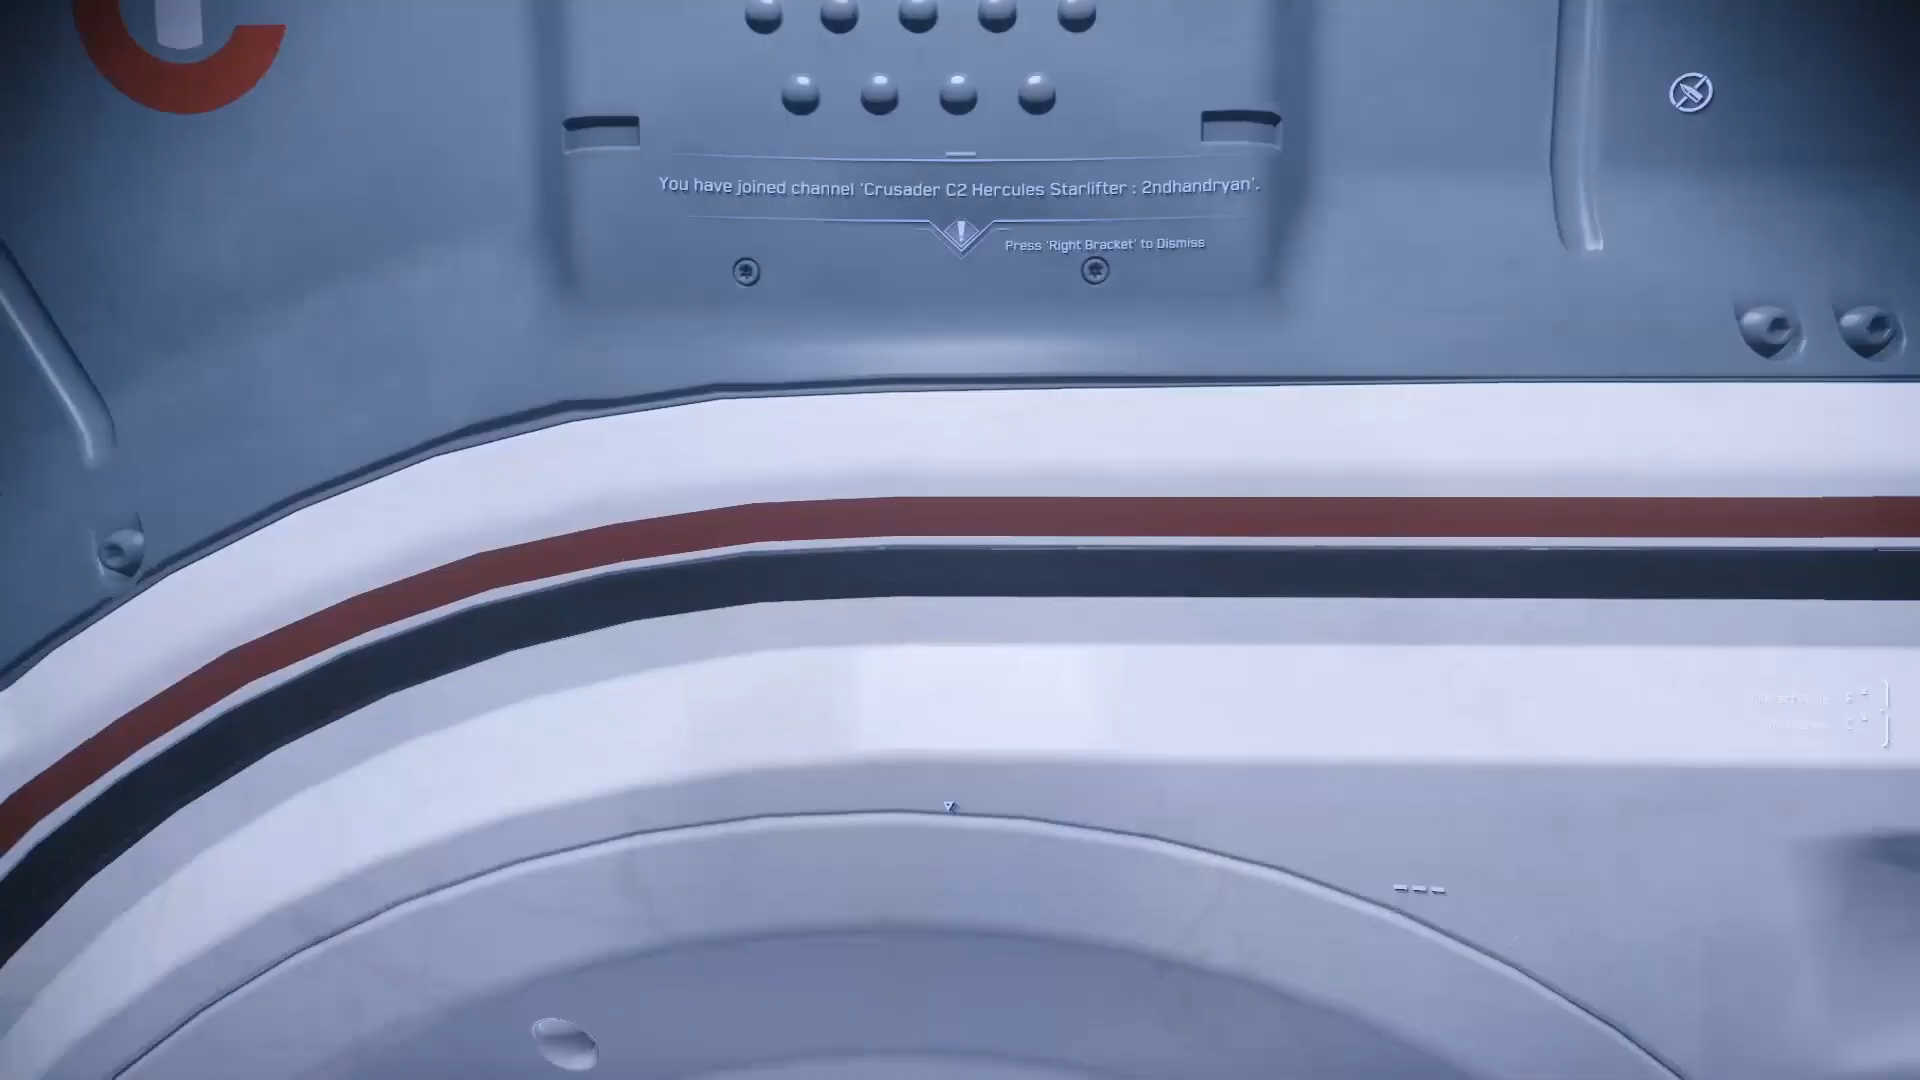 You have joined channel 'Crusader C2 Hercules Starlifter : 2ndhandryan'.
Press 'Right Bracket' to Dismiss